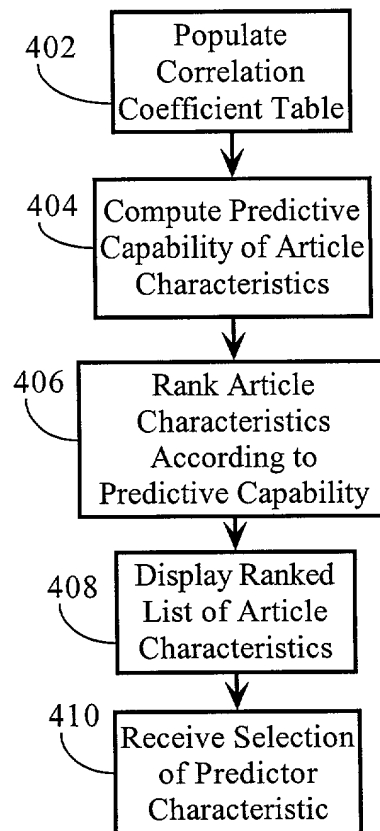 402
Populate
Correlation
Coefficient Table
404
Compute Predictive
Capability of Article
Characteristics
406
Rank Article
Characteristics
According to
Predictive Capability
408
Display Ranked
List of Article
Characteristics
410
Receive Selection
of Predictor
Characteristic